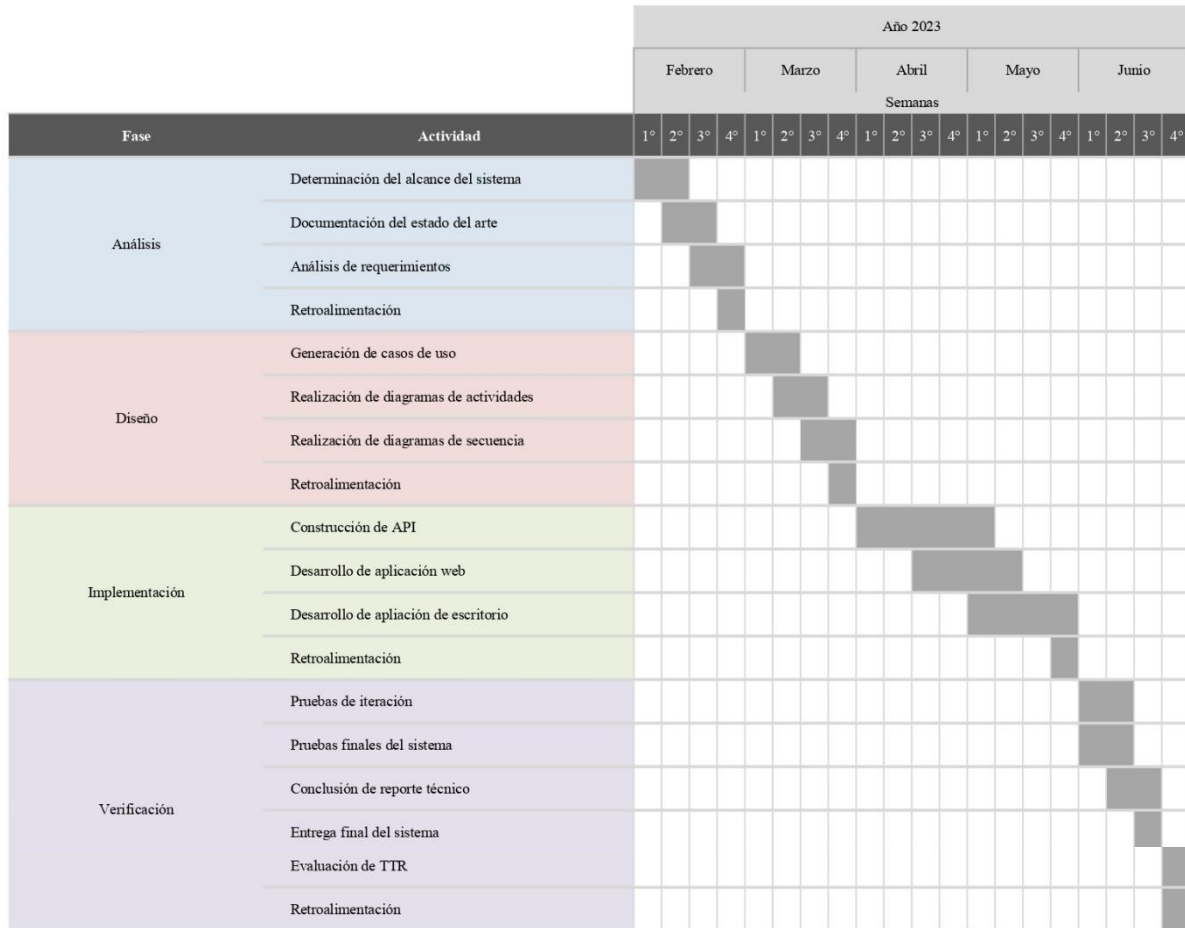 Año 2023
Febrero Marzo Abril Mayo Junio
Semanas
Fase Actividad 1° 2° 3° 4° 1° 2° 3° 4° 1° 2° 3° 4° 1° 2° 3° 4° 1° 2° 3° 4°
Determinación del alcance del sistema
Documentación del estado del arte
Análisis
Análisis de requerimientos
Retroalimentación
Generación de casos de uso
Realización de diagramas de actividades
Diseño
Realización de diagramas de secuencia
Retroalimentación
Construcción de API
Desarrollo de aplicación web
Implementación
Desarrollo de apliación de escritorio
Retroalimentación
Pruebas de iteración
Pruebas finales del sistema
Conclusión de reporte técnico
Verificación
Entrega final del sistema
Evaluación de TTR
Retroalimentación